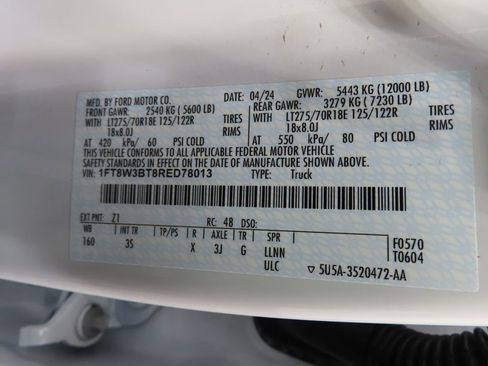 MFD. BY FORD MOTOR CO. DATE: 04/24 GVWR: 5443 KG (12000 LB)
FRONT GAWR: 2540 KG (5600 LB) REAR GAWR: 3279 KG (7230 LB)
WITH LT275/70R18E 125/122R TIRES WITH LT275/70R18E 125/122R TIRES
18x8.0J RIMS 18x8.0J RIMS
AT 420 kPa/ 60 PSI COLD AT 550 kPa/ 80 PSI COLD
THIS VEHICLE CONFORMS TO ALL APPLICABLE FEDERAL MOTOR VEHICLE
SAFETY STANDARDS IN EFFECT ON THE DATE OF MANUFACTURE SHOWN ABOVE.
VIN: 1FT8W3BT8RED78013 TYPE: Truck
EXT PNT: Z1 RC: 48 DSO:
WB INT TR TP/PS R AXLE TR SPR F0570
160 3S X 3J G LLNN T0604
ULC ▽ 5U5A-3520472-AA